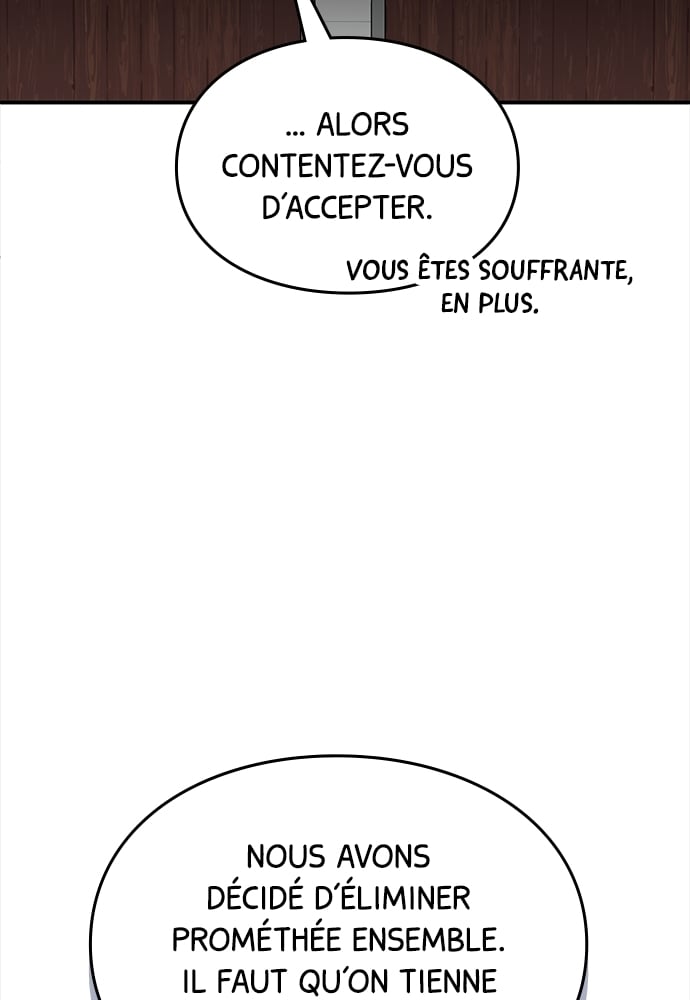 ... ALORS
CONTENTEZ-VOUS
D'ACCEPTER.
VOUS ÊTES SOUFFRANTE,
EN PLUS.
NOUS AVONS
DÉCIDÉ D'ÉLIMINER
PROMÉTHÉE ENSEMBLE.
IL FAUT QU'ON TIENNE